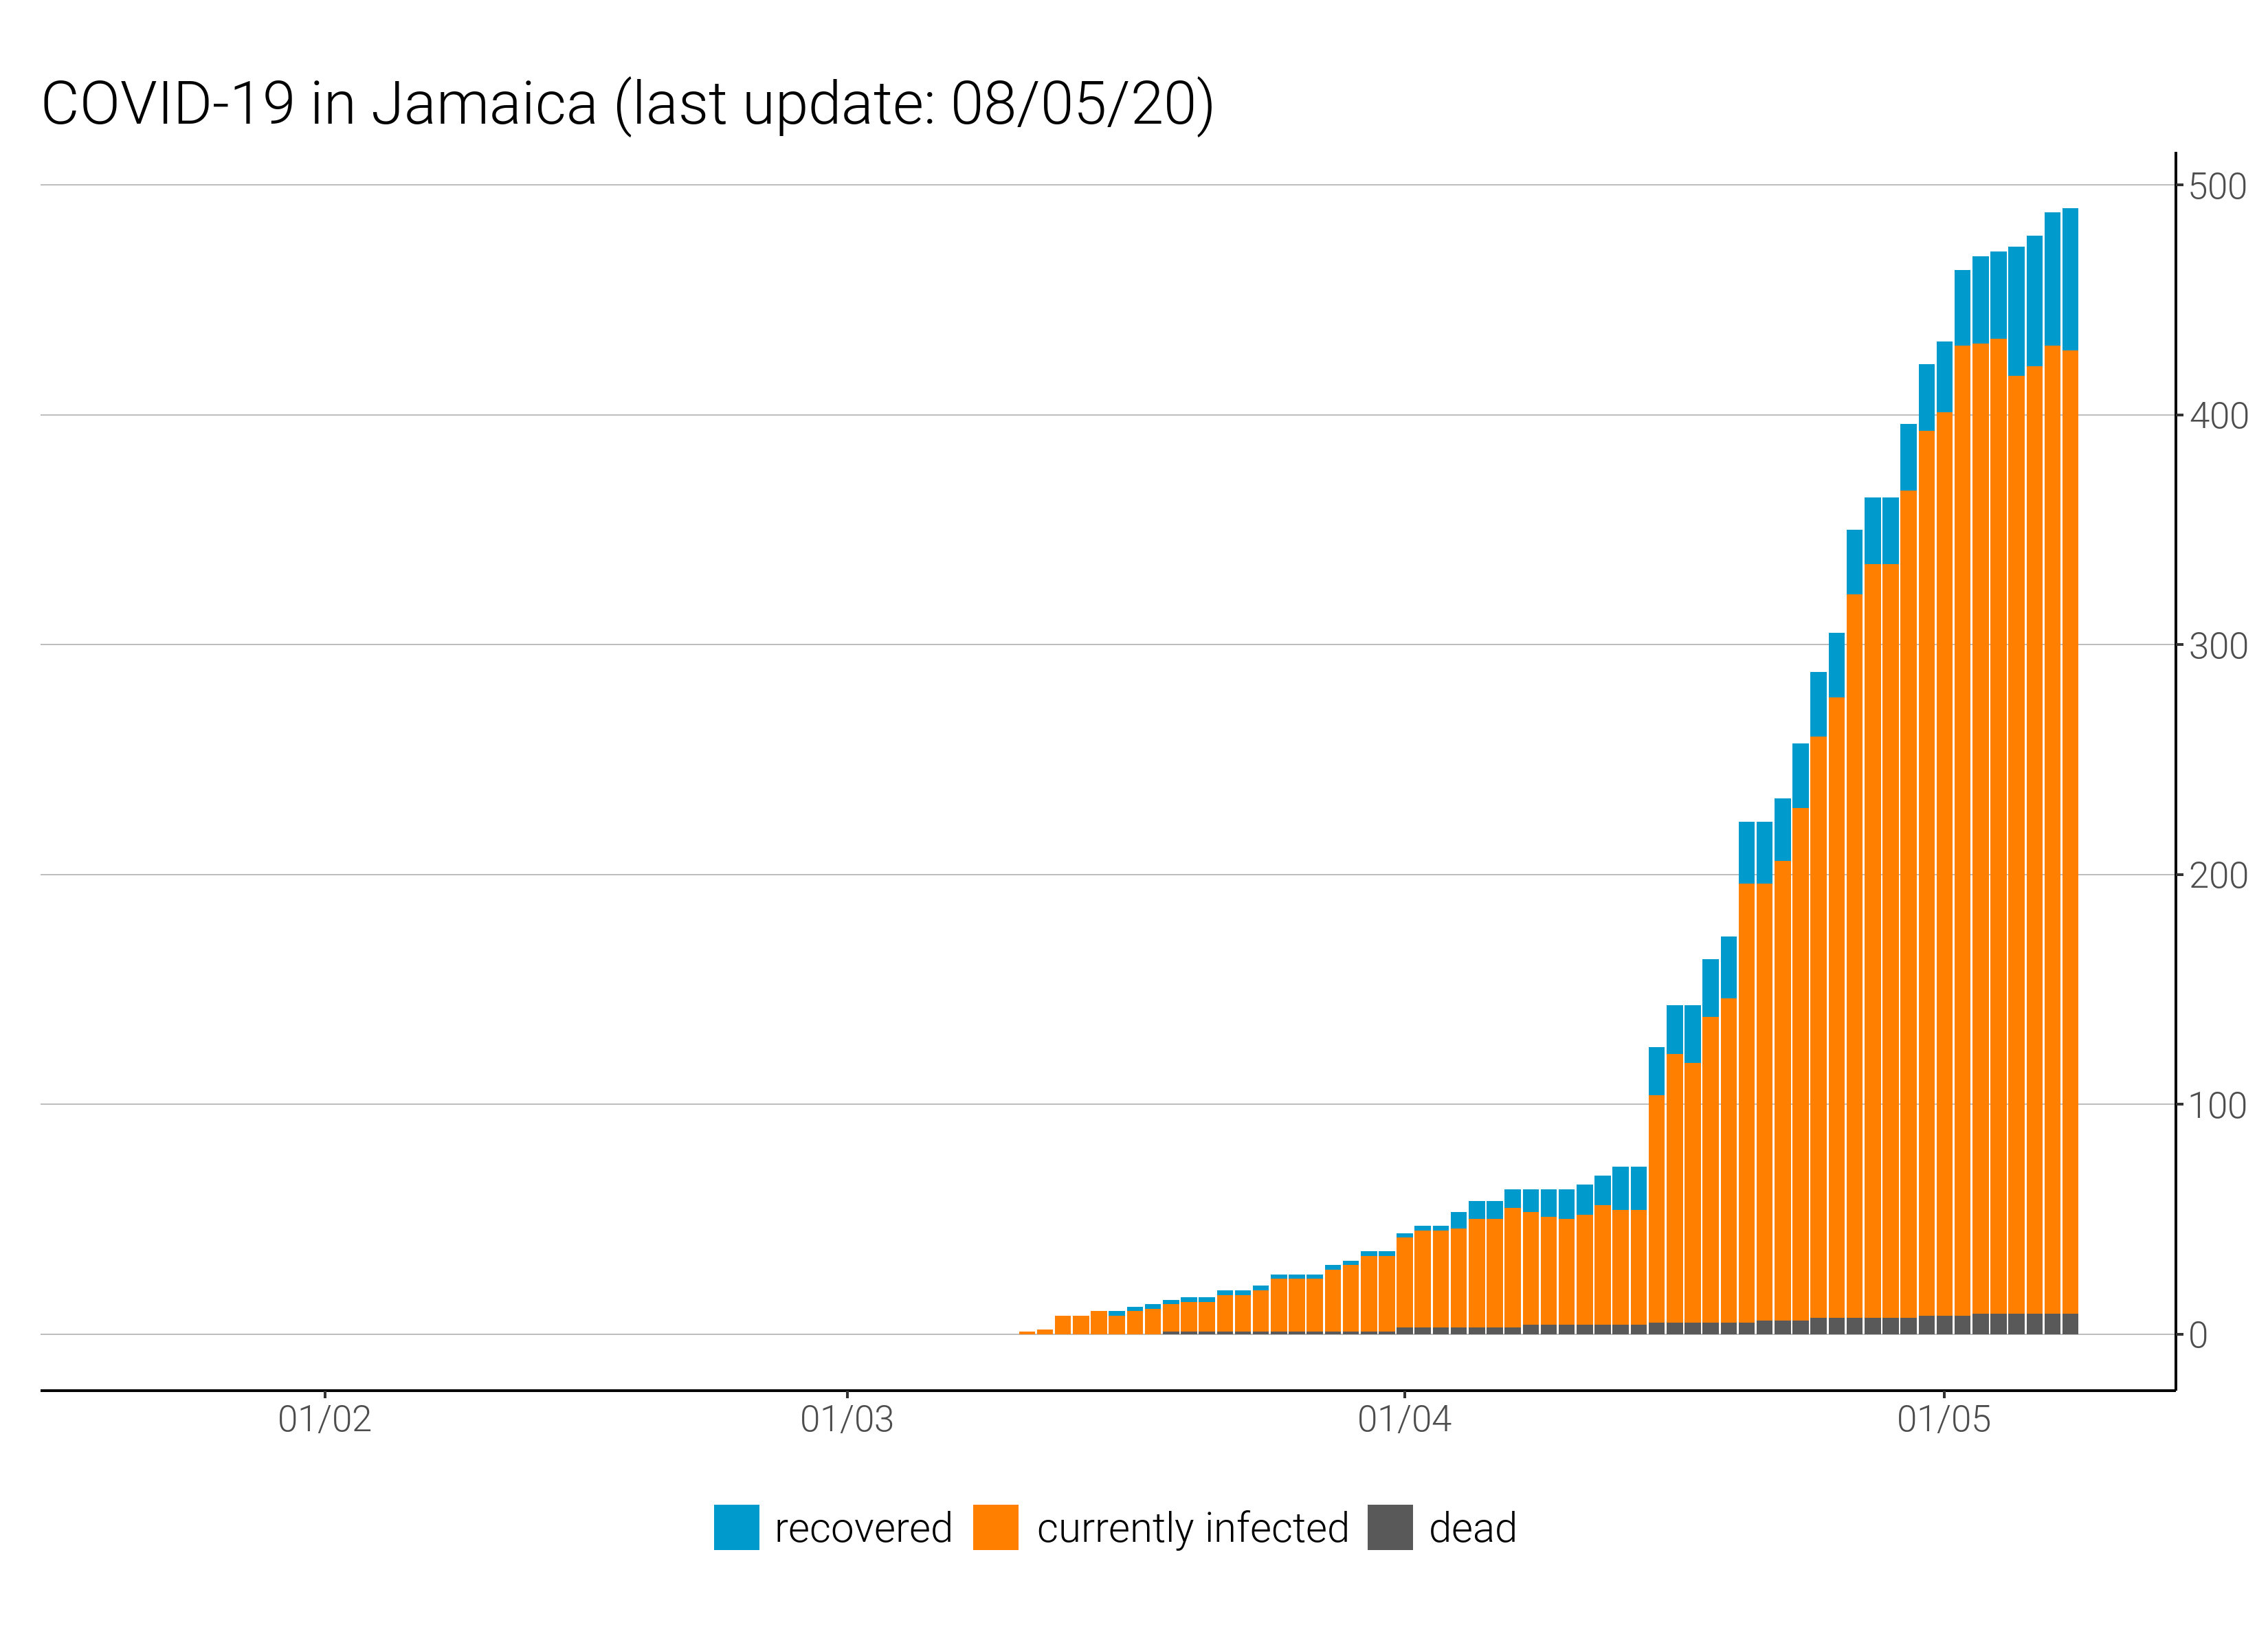 COVID-19 in Jamaica (last update: 08/05/20)
500
400
300
200
100
0
01/02 01/03 01/04 01/05
recovered currently infected dead